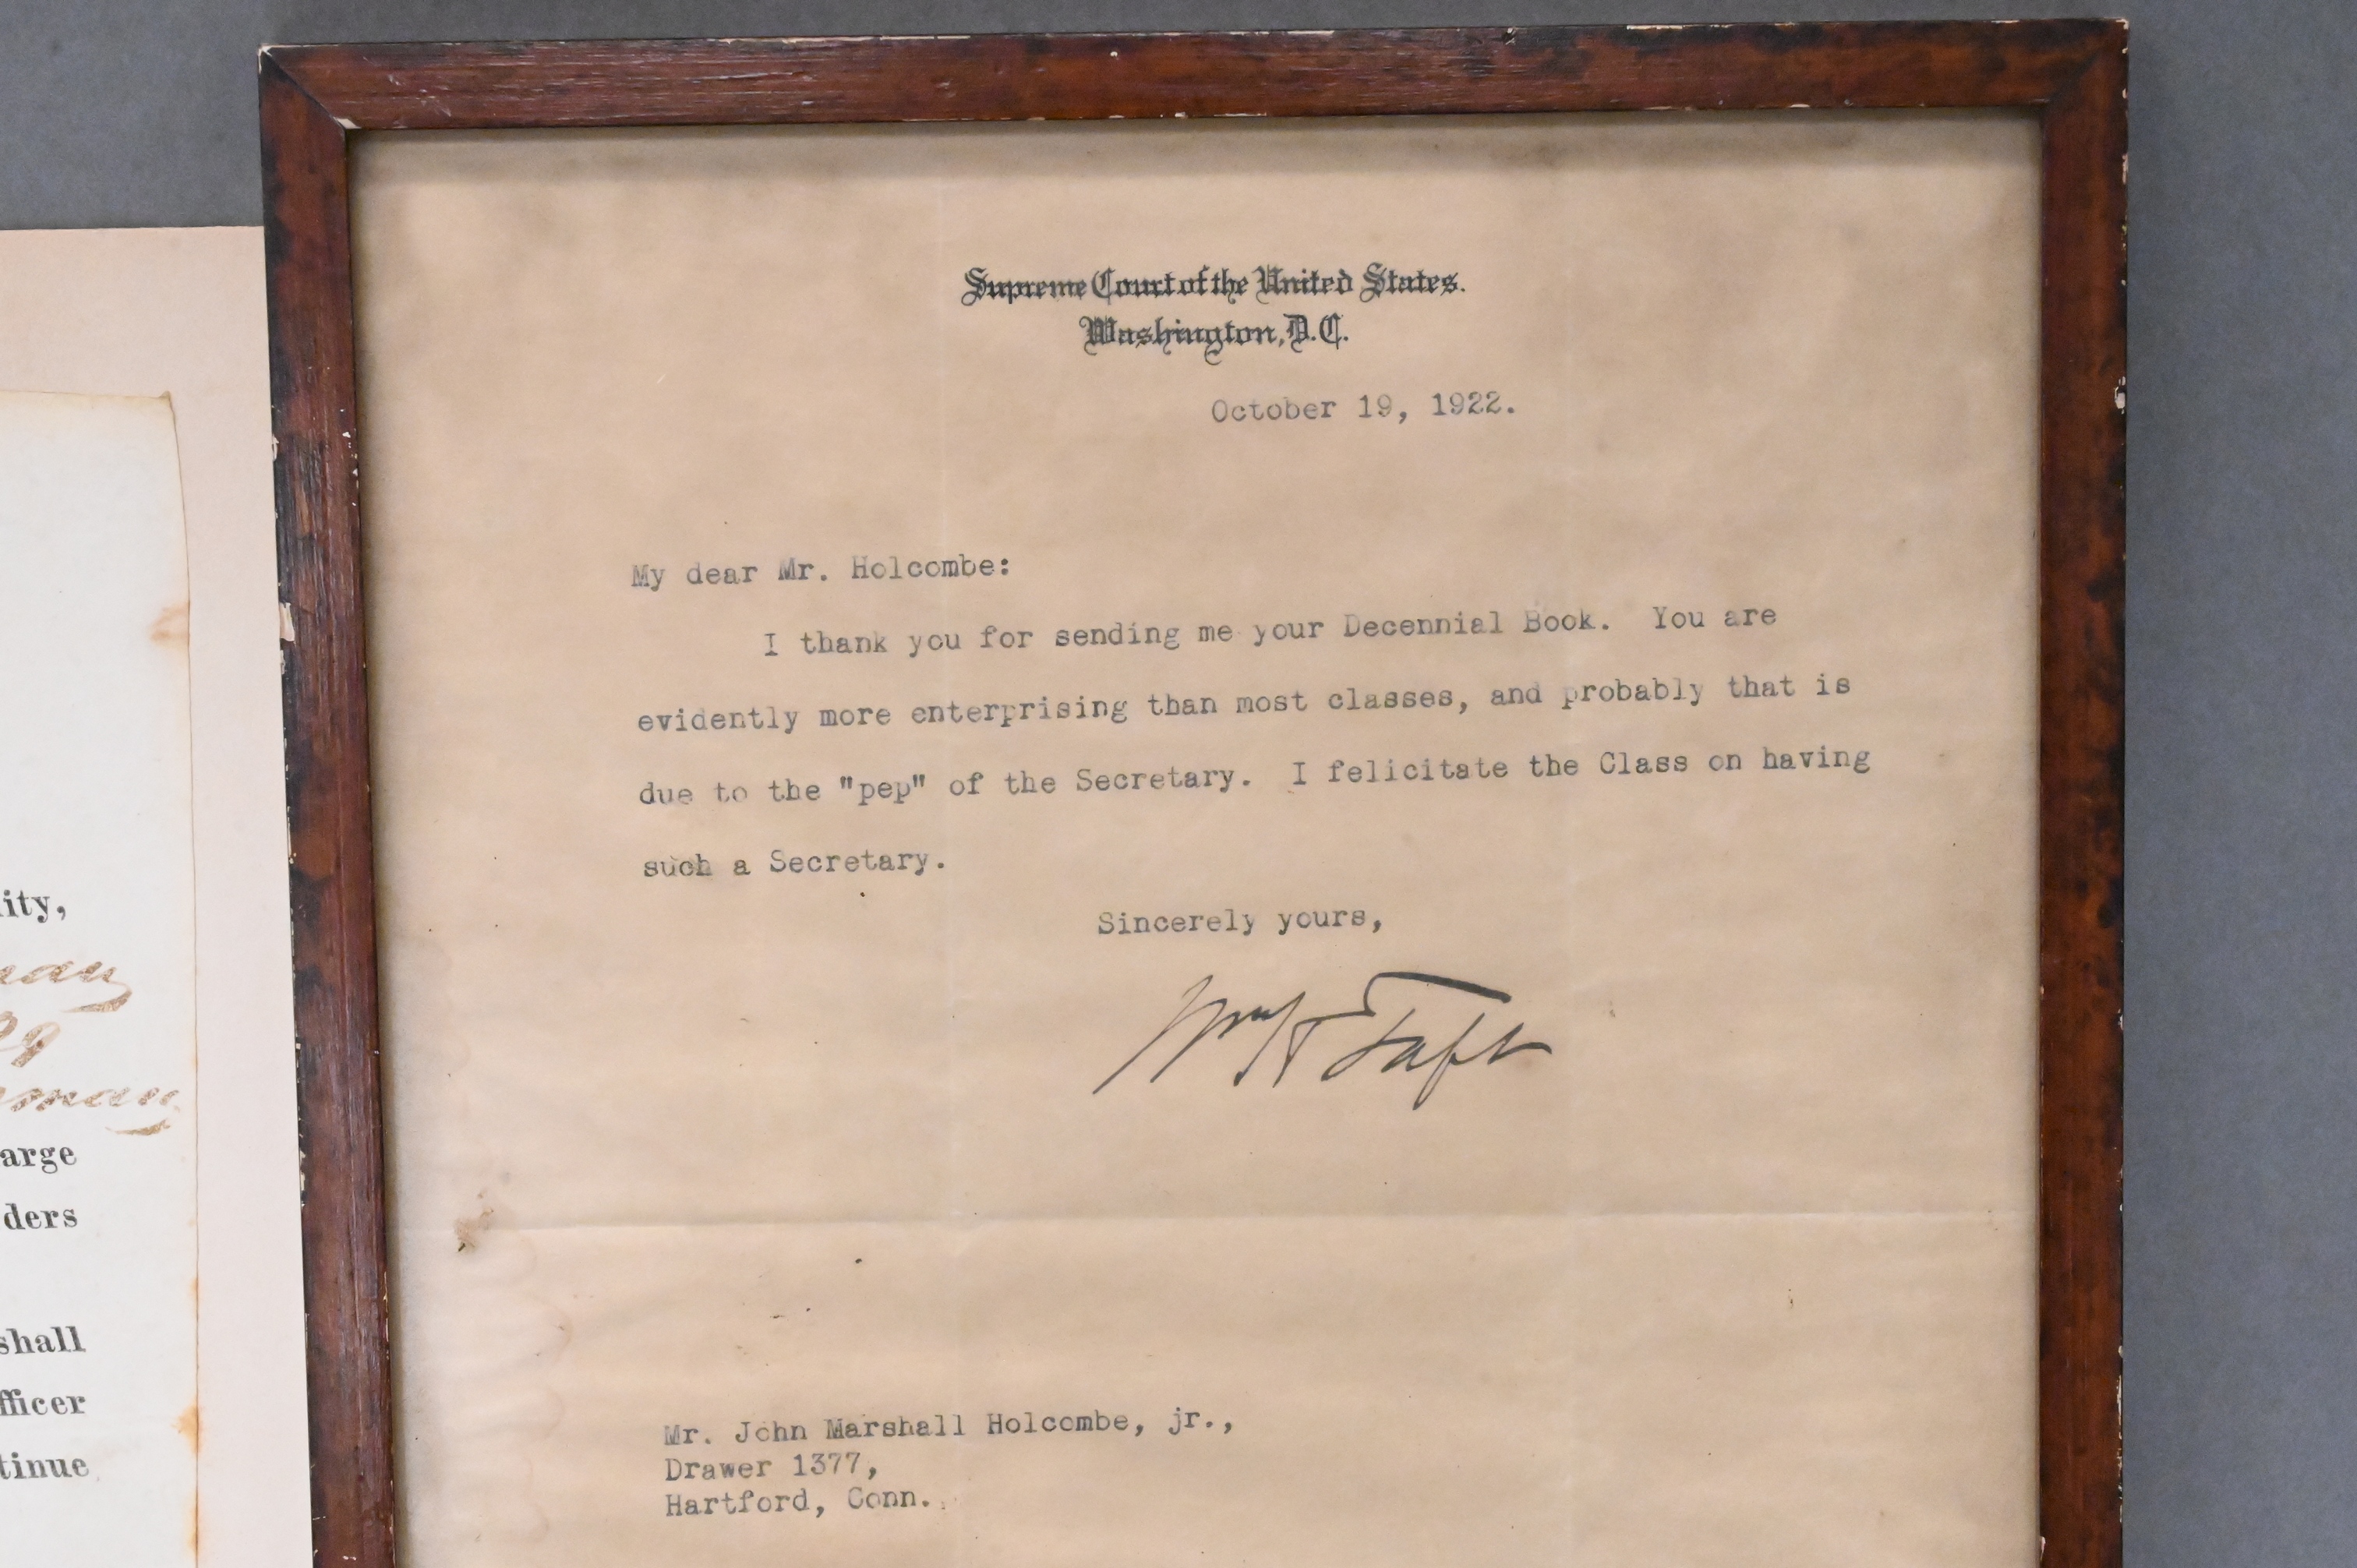 Supreme Court of the United States.
Washington, D.C.
October 19, 1922.
My dear Mr. Holcombe:
I thank you for sending me your Decennial Book. You are
evidently more enterprising than most classes, and probably that is
due to the "pep" of the Secretary. I felicitate the Class on having
such a Secretary.
Sincerely yours,
Wm H Taft
Mr. John Marshall Holcombe, jr.,
Drawer 1377,
Hartford, Conn.
ity,
arge
ders
shall
fficer
tinue